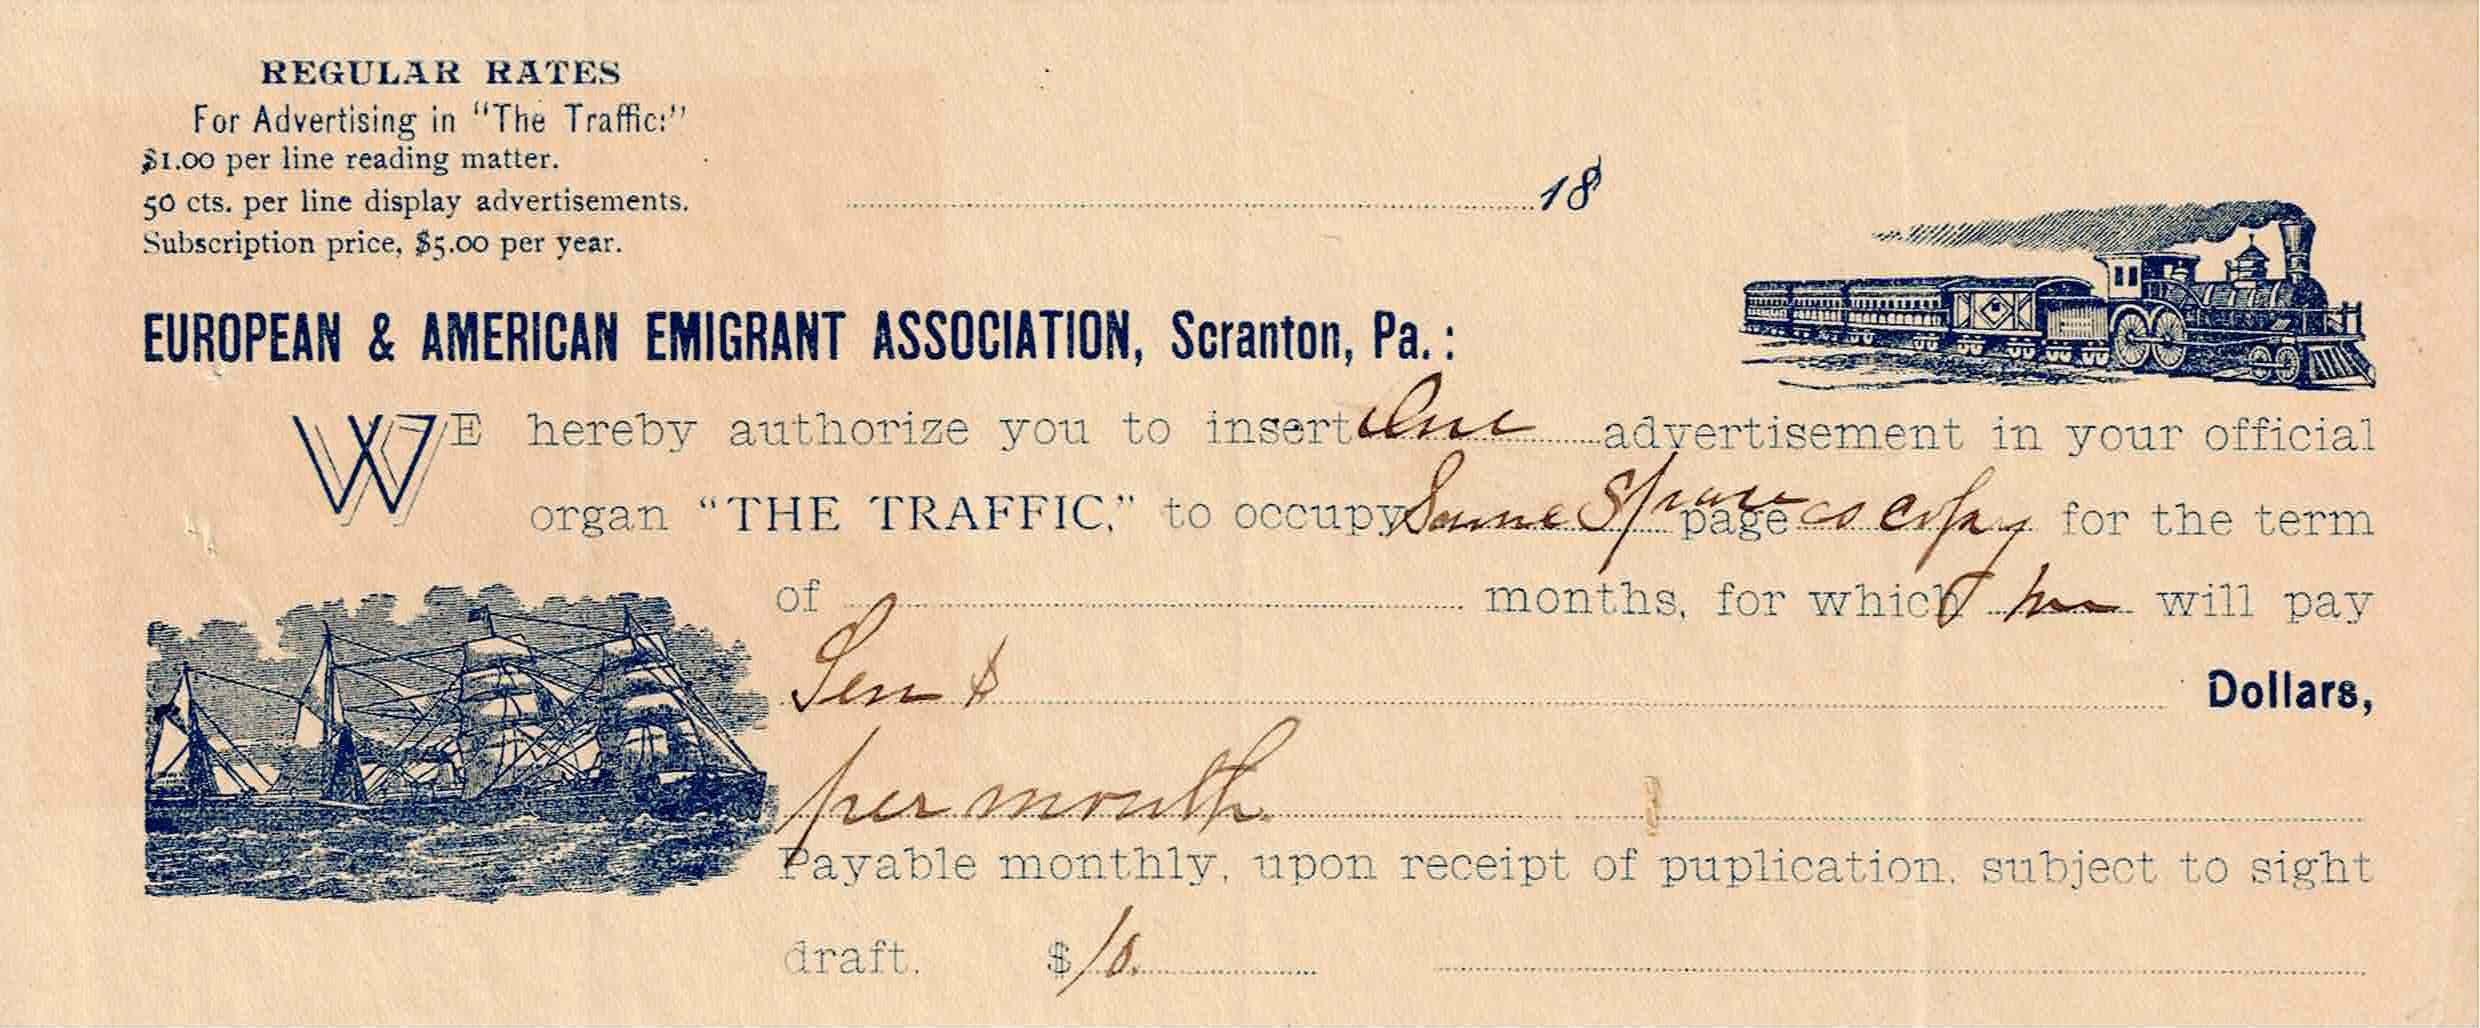 REGULAR RATES
For Advertising in "The Traffic:"
$1.00 per line reading matter.
50 cts. per line display advertisements.
Subscription price, $5.00 per year.
18
EUROPEAN & AMERICAN EMIGRANT ASSOCIATION, Scranton, Pa.:
WE hereby authorize you to insert One advertisement in your official
organ "THE TRAFFIC," to occupy Same Space page as copy for the term
of months, for which we will pay
Ten $ Dollars,
per month
Payable monthly, upon receipt of puplication, subject to sight
draft. $10.